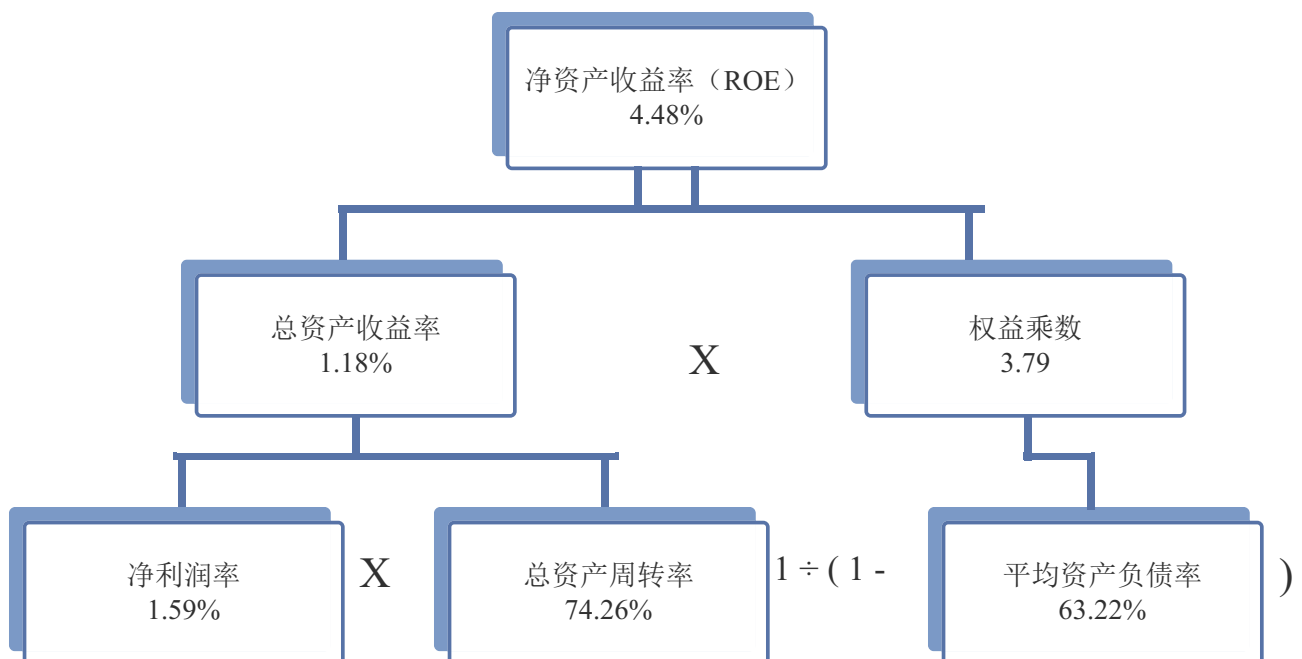 净资产收益率（ROE）
4.48%
总资产收益率
1.18%
X
权益乘数
3.79
净利润率
1.59%
X
总资产周转率
74.26%
1 ÷ ( 1 -
平均资产负债率
63.22%
)